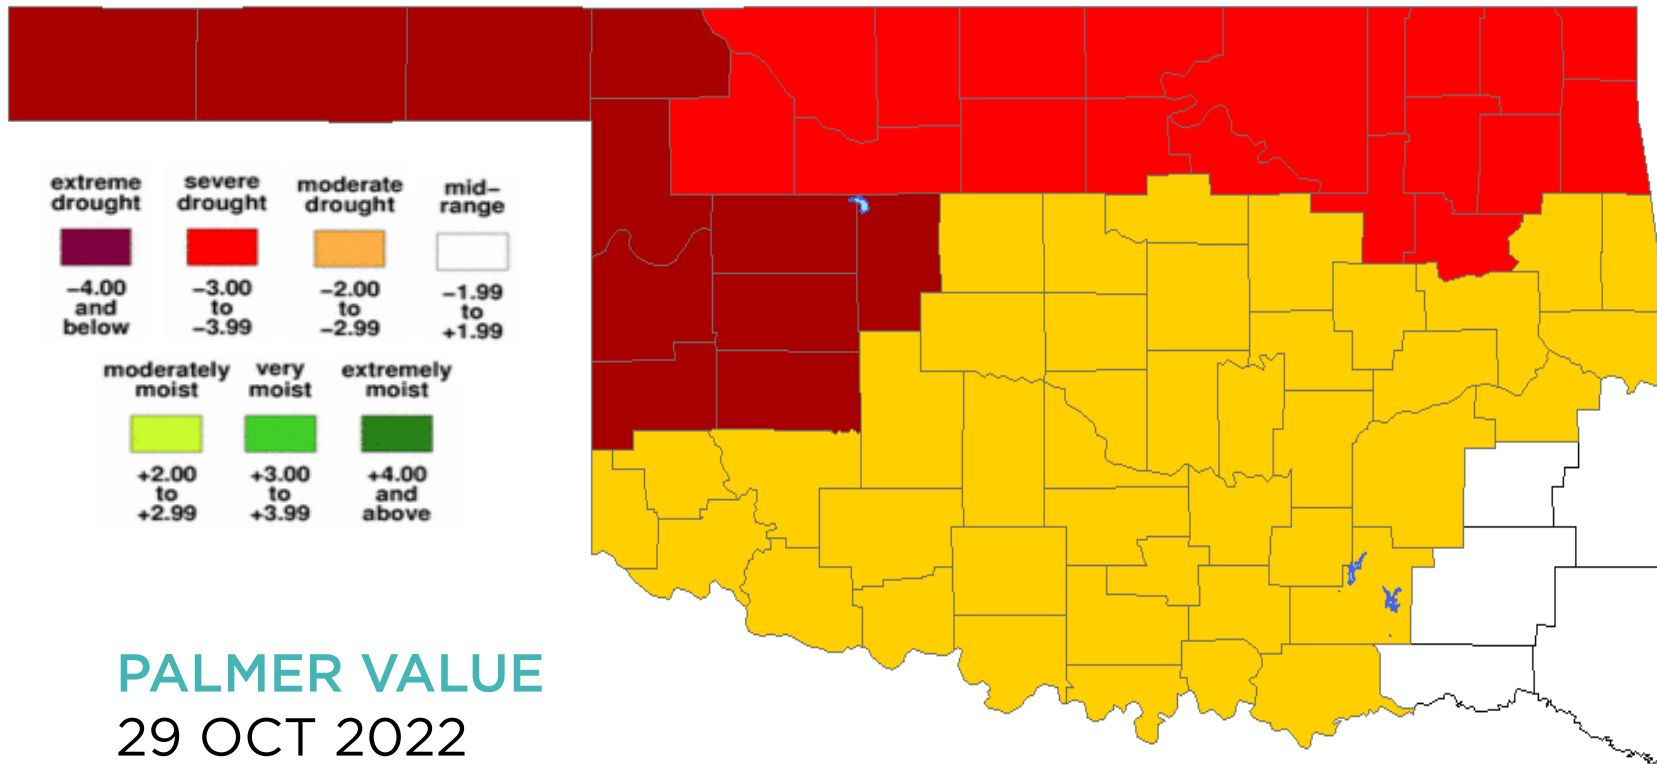 extreme
drought
−4.00
and
below
severe
drought
−3.00
to
−3.99
moderate
drought
−2.00
to
−2.99
mid−
range
−1.99
to
+1.99
moderately
moist
+2.00
to
+2.99
very
moist
+3.00
to
+3.99
extremely
moist
+4.00
and
above
PALMER VALUE
29 OCT 2022